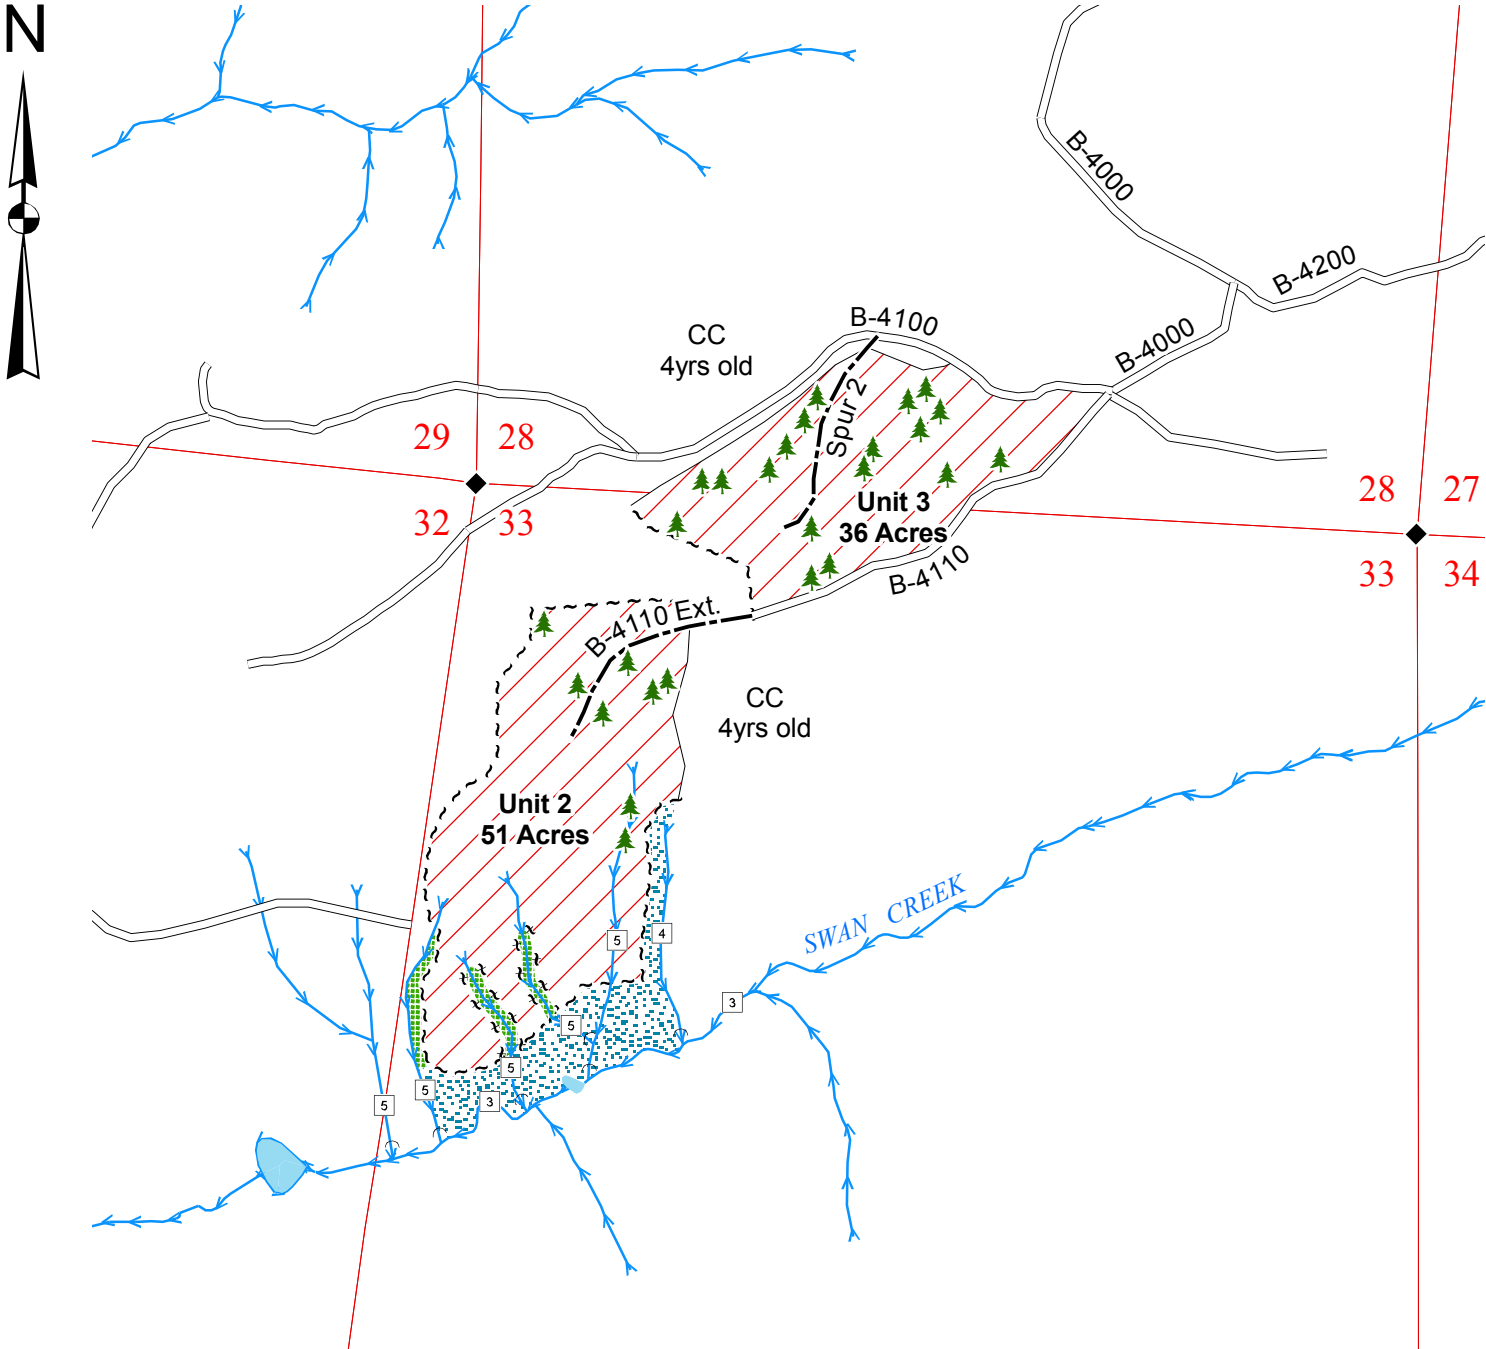 N
B-4000
B-4200
B-4100
CC
4yrs old
B-4000
Spur 2
29 28
32 33
28 27
33 34
Unit 3
36 Acres
B-4110
B-4110 Ext.
CC
4yrs old
Unit 2
51 Acres
SWAN CREEK
5
4
3
5
5
5
5
3